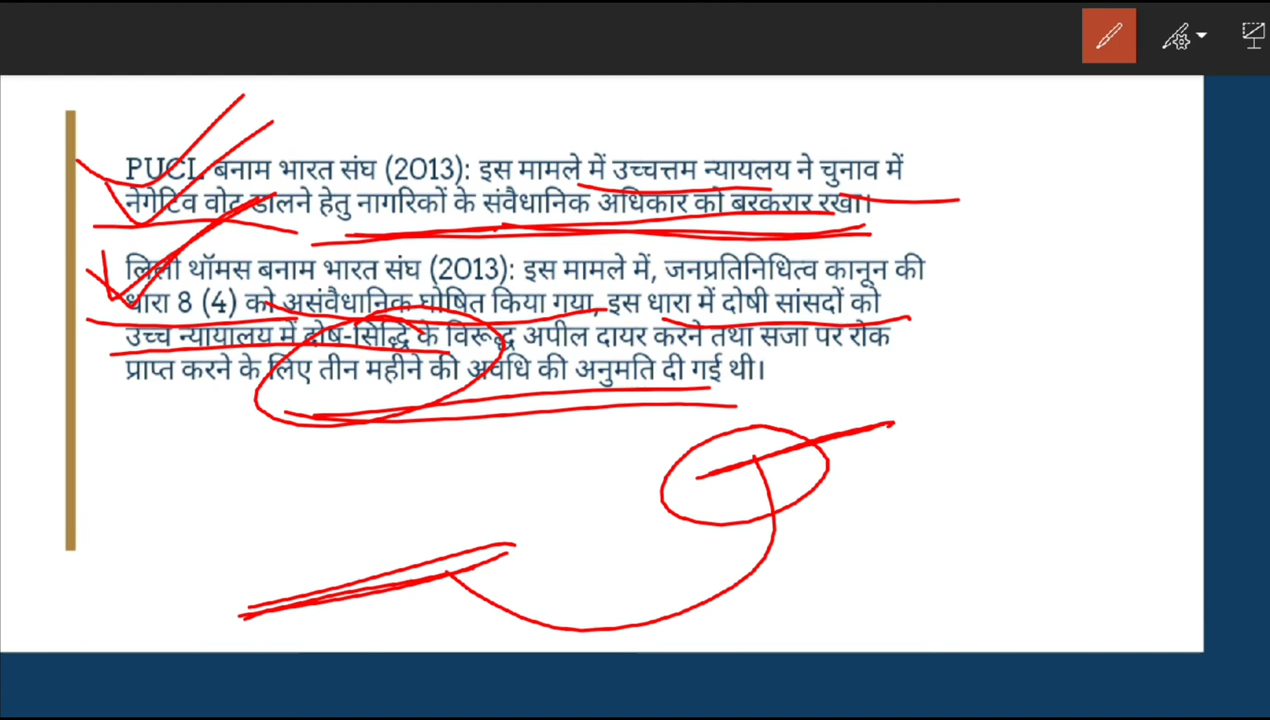 PUCL बनाम भारत संघ (2013): इस मामले में उच्चत्तम न्यायलय ने चुनाव में
नेगेटिव वोट डालने हेतु नागरिकों के संवैधानिक अधिकार को बरकरार रखा।
लिली थॉमस बनाम भारत संघ (2013): इस मामले में, जनप्रतिनिधित्व कानून की
धारा 8 (4) को असंवैधानिक घोषित किया गया, इस धारा में दोषी सांसदों को
उच्च न्यायालय में दोष-सिद्धि के विरूद्ध अपील दायर करने तथा सजा पर रोक
प्राप्त करने के लिए तीन महीने की अवधि की अनुमति दी गई थी।